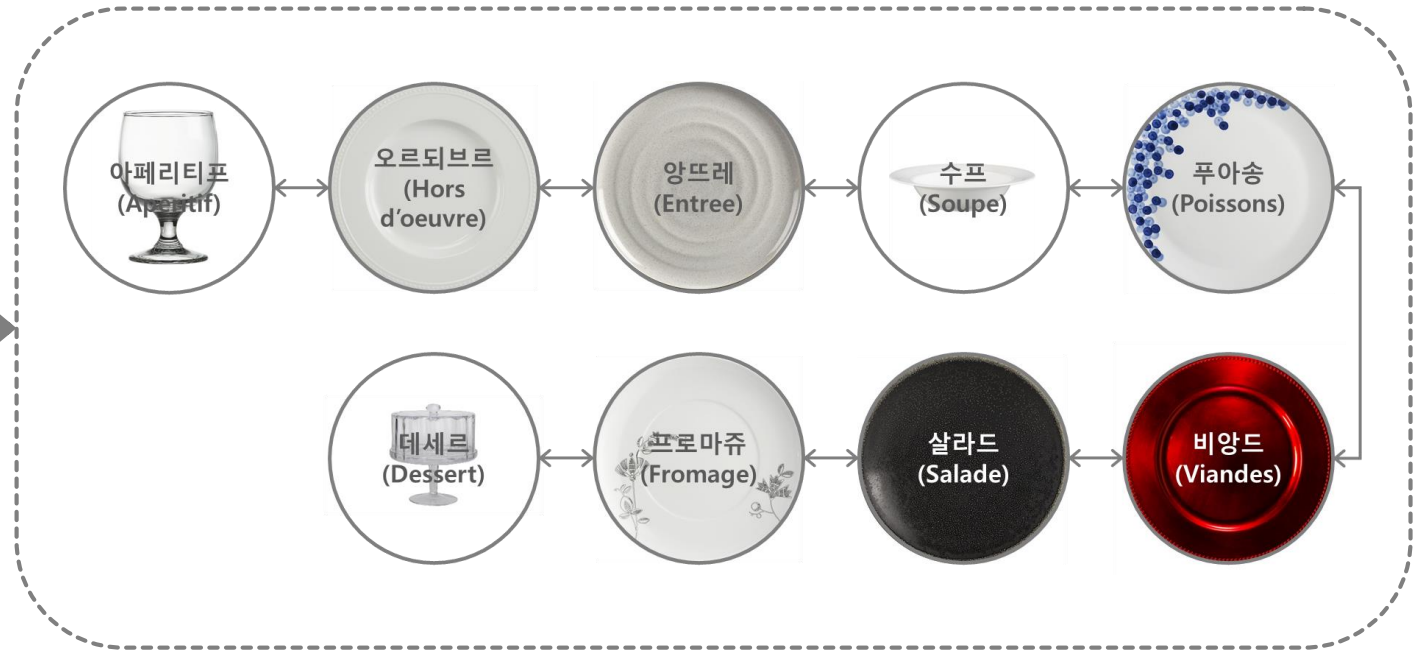 아페리티프
(Aperitif)
오르되브르
(Hors
d’oeuvre)
앙뜨레
(Entree)
수프
(Soupe)
푸아송
(Poissons)
비앙드
(Viandes)
살라드
(Salade)
프로마쥬
(Fromage)
데세르
(Dessert)